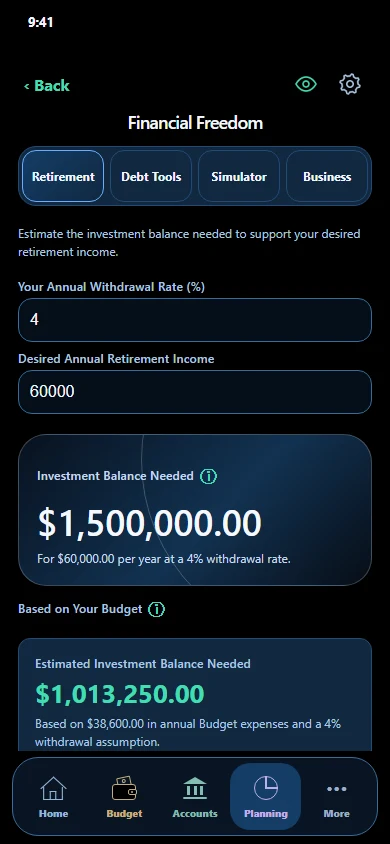 9:41
‹ Back
Financial Freedom
Retirement
Debt Tools
Simulator
Business
Estimate the investment balance needed to support your desired
retirement income.
Your Annual Withdrawal Rate (%)
4
Desired Annual Retirement Income
60000
Investment Balance Needed
$1,500,000.00
For $60,000.00 per year at a 4% withdrawal rate.
Based on Your Budget
Estimated Investment Balance Needed
$1,013,250.00
Based on $38,600.00 in annual Budget expenses and a 4%
withdrawal assumption.
Home
Budget
Accounts
Planning
More